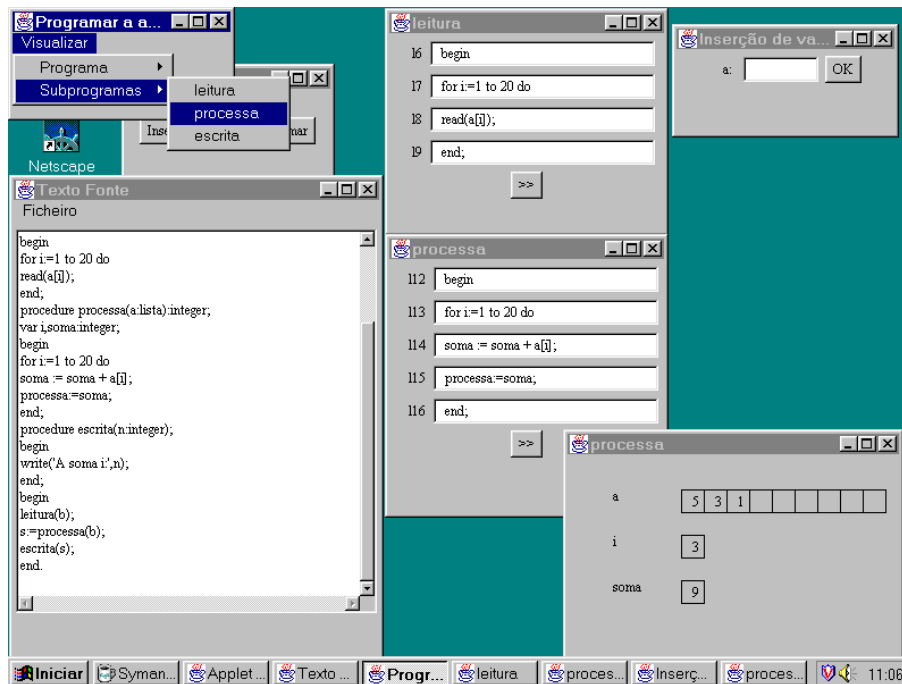 Programar a a...
Visualizar
Programa
Subprogramas
leitura
processa
escrita
Inse
mar
Netscape
Texto Fonte
Ficheiro
begin
for i:=1 to 20 do
read(a[i]);
end;
procedure processa(a:lista):integer;
var i,soma:integer;
begin
for i:=1 to 20 do
soma := soma + a[i];
processa:=soma;
end;
procedure escrita(n:integer);
begin
write('A soma i:',n);
end;
begin
leitura(b);
s:=processa(b);
escrita(s);
end.
leitura
l6 begin
l7 for i:=1 to 20 do
l8 read(a[i]);
l9 end;
>>
processa
l12 begin
l13 for i:=1 to 20 do
l14 soma := soma + a[i];
l15 processa:=soma;
l16 end;
>>
Inserção de va...
a: OK
processa
a 5 3 1
i 3
soma 9
Iniciar Syman... Applet ... Texto ... Progr... leitura proces... Inserç... proces... 11:06